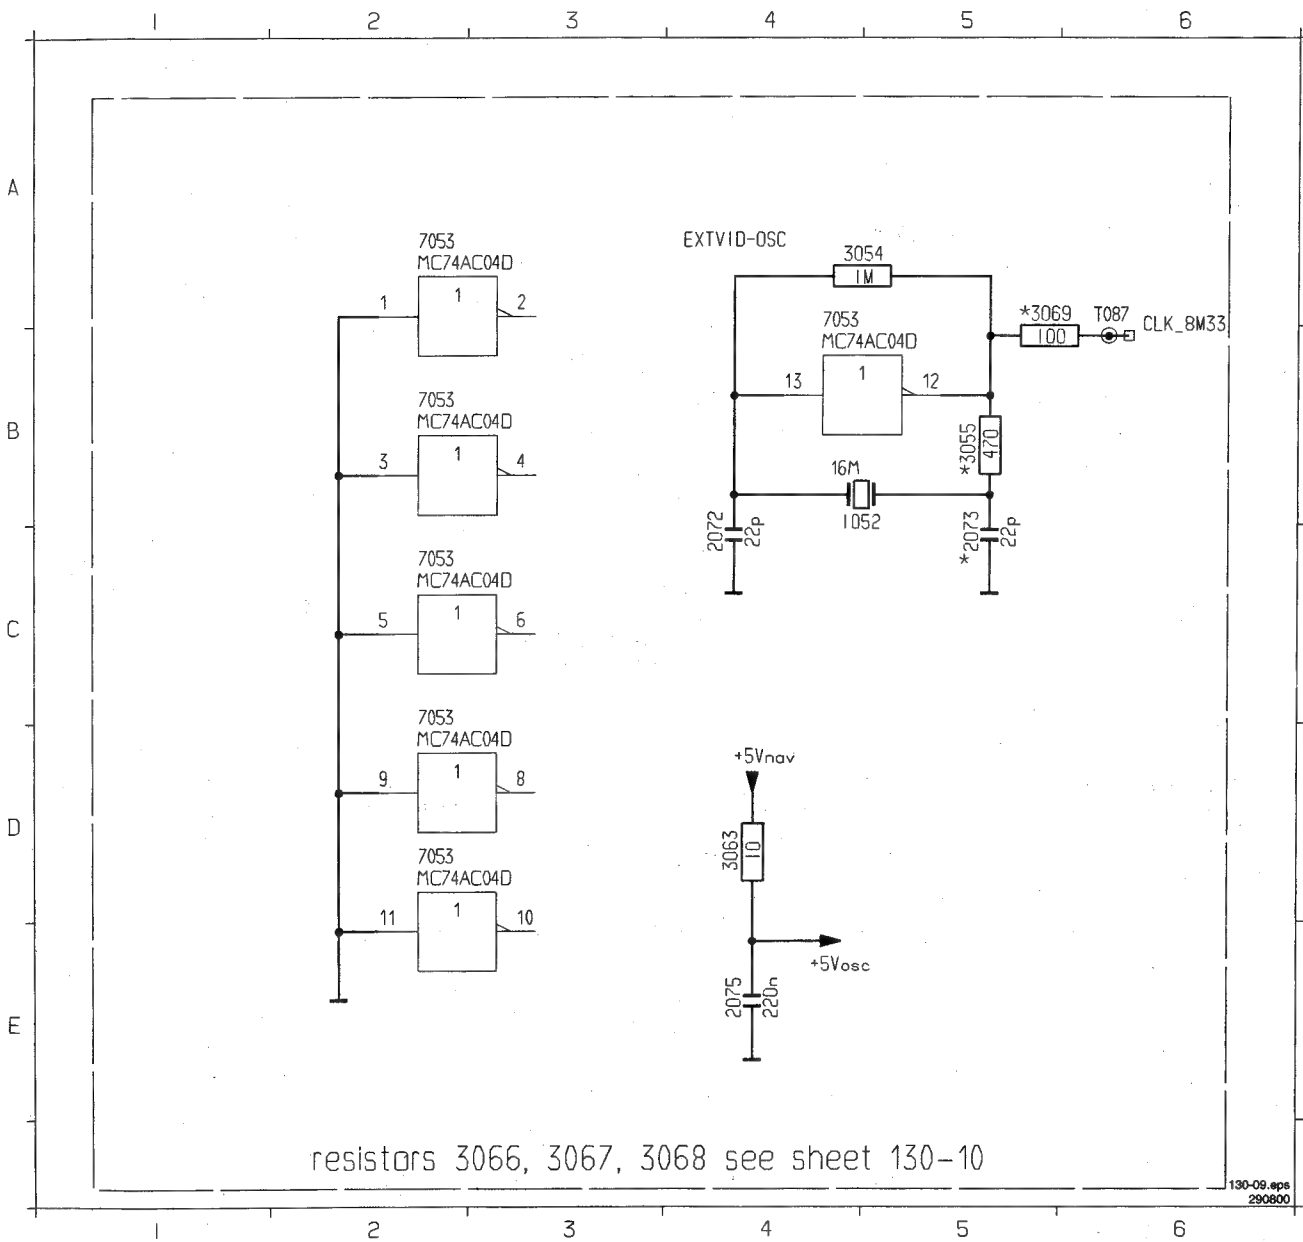 1 2 3 4 5 6
A
B
C
D
E
7053
MC74AC04D
1
1
2
7053
MC74AC04D
3
1
4
7053
MC74AC04D
5
1
6
7053
MC74AC04D
9
1
8
7053
MC74AC04D
11
1
10
EXTVID-OSC
3054
1M
7053
MC74AC04D
13
1
12
*3069
100
T087
CLK_8M33
*3055
470
16M
1052
2072
22p
*2073
22p
+5Vnav
3063
10
+5Vosc
2075
220n
resistors 3066, 3067, 3068 see sheet 130-10
130-09.eps
290800
1 2 3 4 5 6